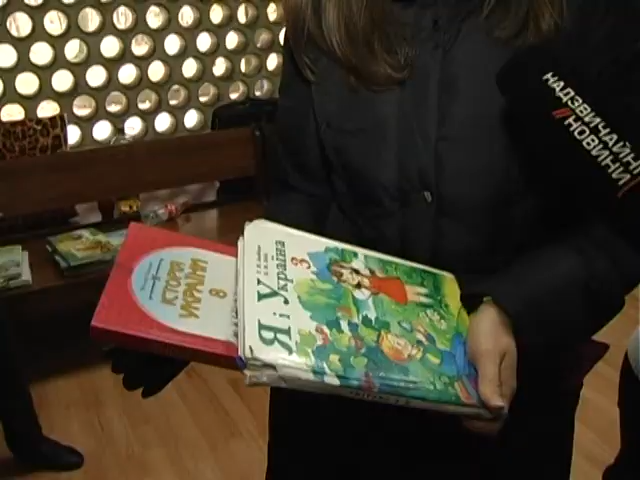 НАДЗВИЧАЙНІ
НОВИНИ
ІСТОРІЯ
УКРАЇНИ
8
Я і Україна
3